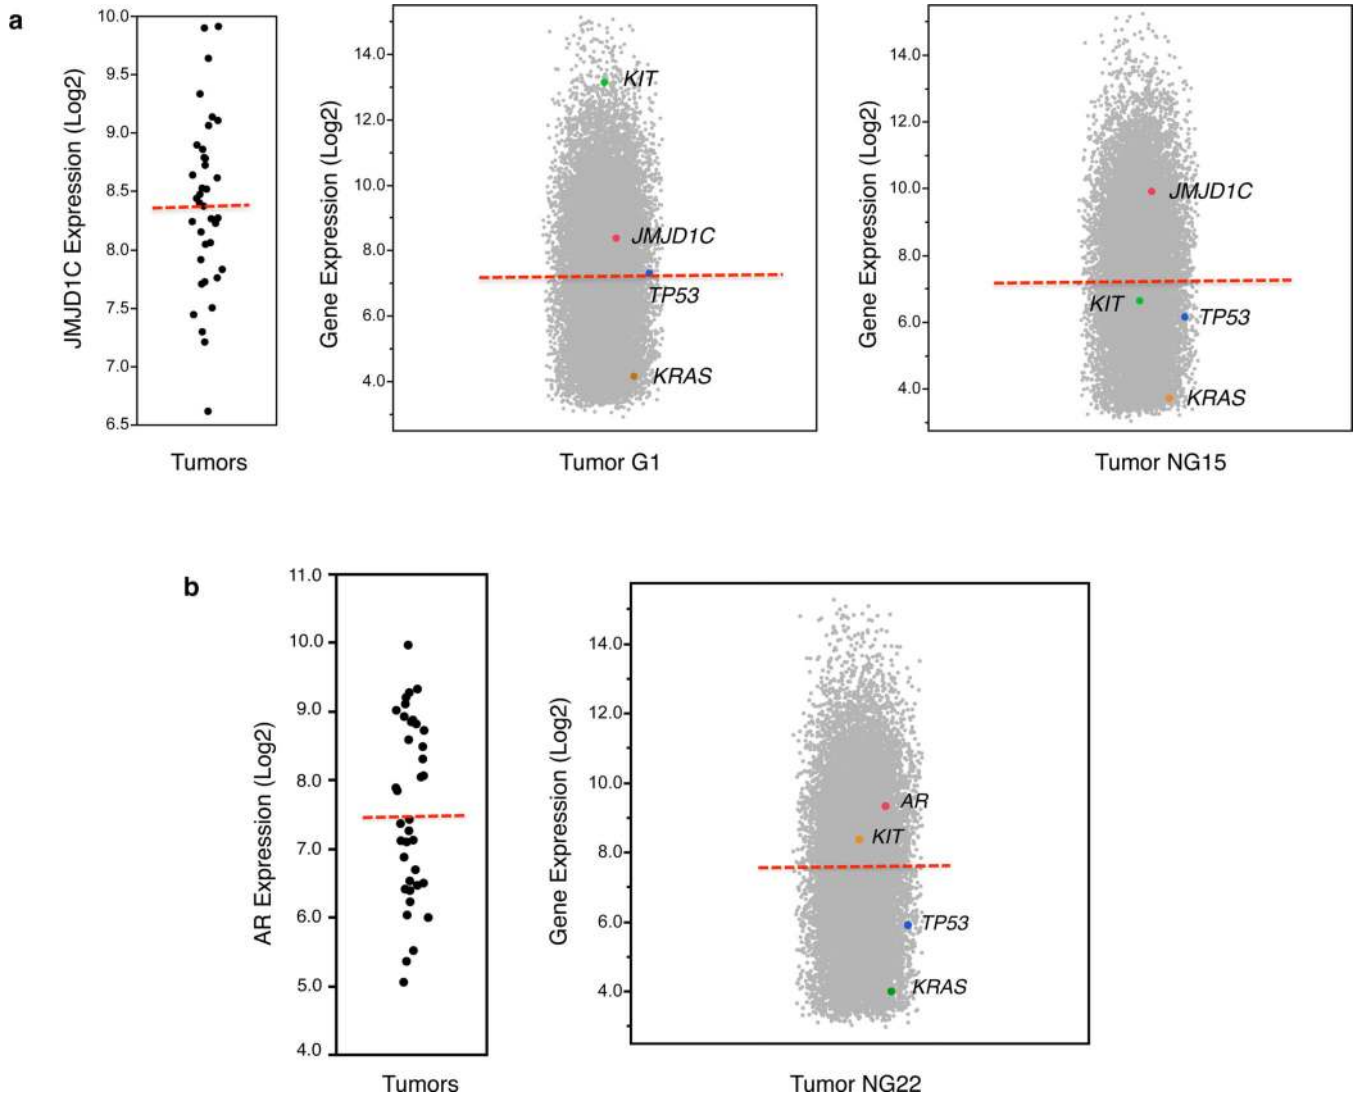 a
JMJD1C Expression (Log2)
10.0
9.5
9.0
8.5
8.0
7.5
7.0
6.5
Tumors
Gene Expression (Log2)
14.0
12.0
10.0
8.0
6.0
4.0
KIT
JMJD1C
TP53
KRAS
Tumor G1
Gene Expression (Log2)
14.0
12.0
10.0
8.0
6.0
4.0
JMJD1C
KIT
TP53
KRAS
Tumor NG15
b
AR Expression (Log2)
11.0
10.0
9.0
8.0
7.0
6.0
5.0
4.0
Tumors
Gene Expression (Log2)
14.0
12.0
10.0
8.0
6.0
4.0
AR
KIT
TP53
KRAS
Tumor NG22